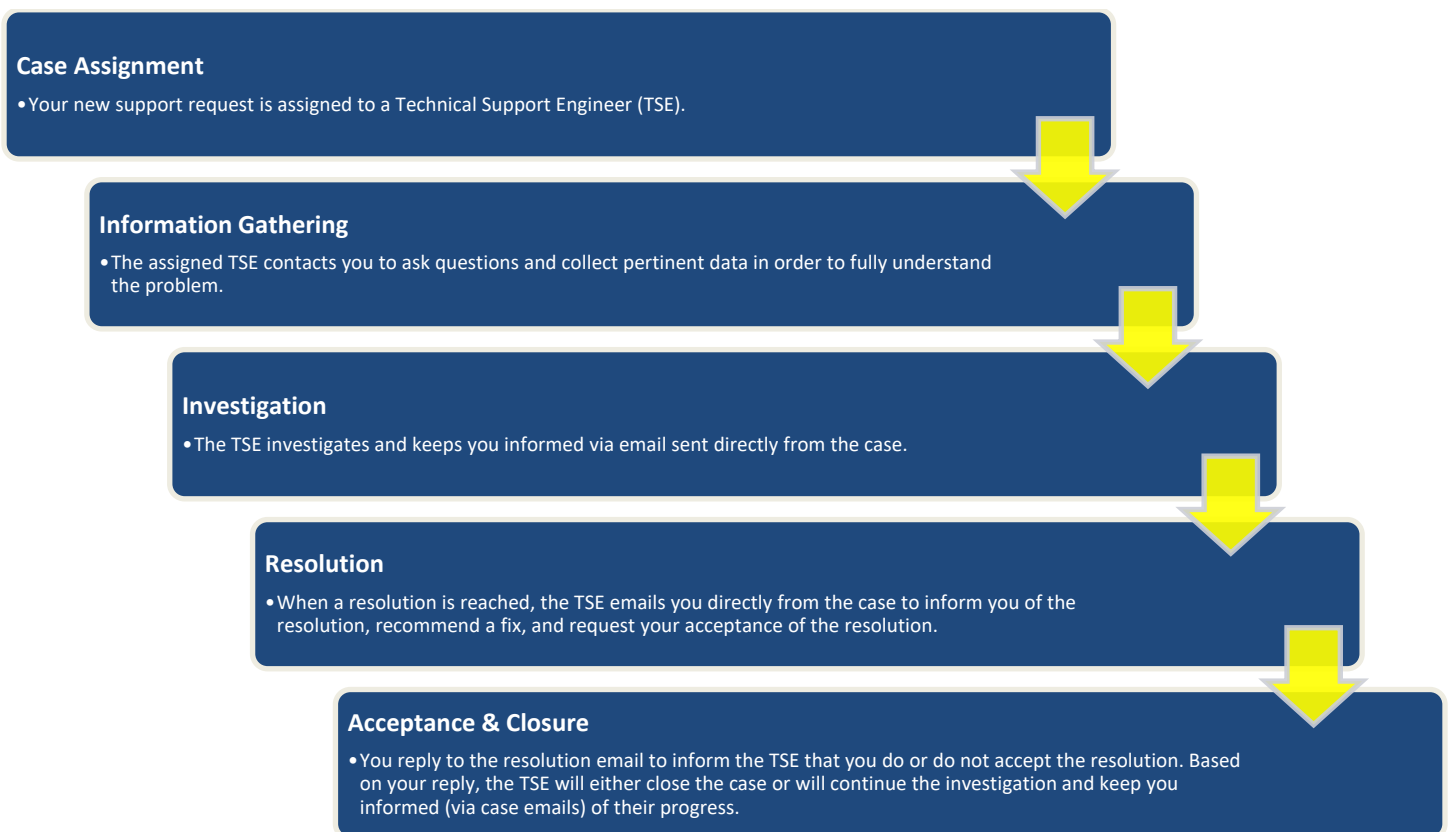 Case Assignment
•Your new support request is assigned to a Technical Support Engineer (TSE).
Information Gathering
•The assigned TSE contacts you to ask questions and collect pertinent data in order to fully understand
the problem.
Investigation
•The TSE investigates and keeps you informed via email sent directly from the case.
Resolution
•When a resolution is reached, the TSE emails you directly from the case to inform you of the
resolution, recommend a fix, and request your acceptance of the resolution.
Acceptance & Closure
•You reply to the resolution email to inform the TSE that you do or do not accept the resolution. Based
on your reply, the TSE will either close the case or will continue the investigation and keep you
informed (via case emails) of their progress.